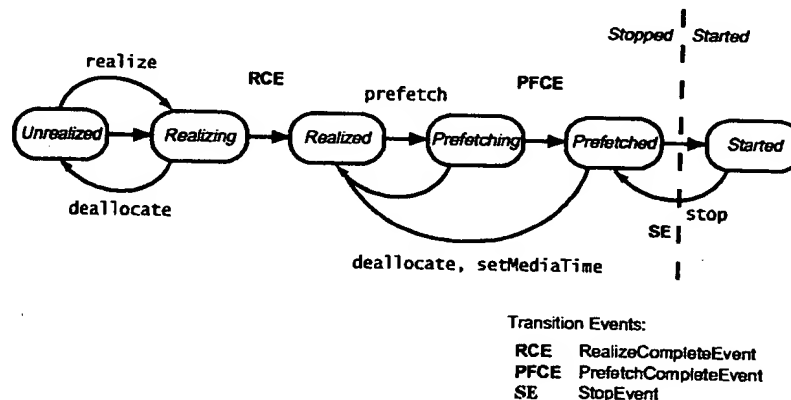 Stopped Started
realize
RCE
prefetch
PFCE
Unrealized Realizing Realized Prefetching Prefetched Started
deallocate
stop
SE
deallocate, setMediaTime
Transition Events:
RCE RealizeCompleteEvent
PFCE PrefetchCompleteEvent
SE StopEvent